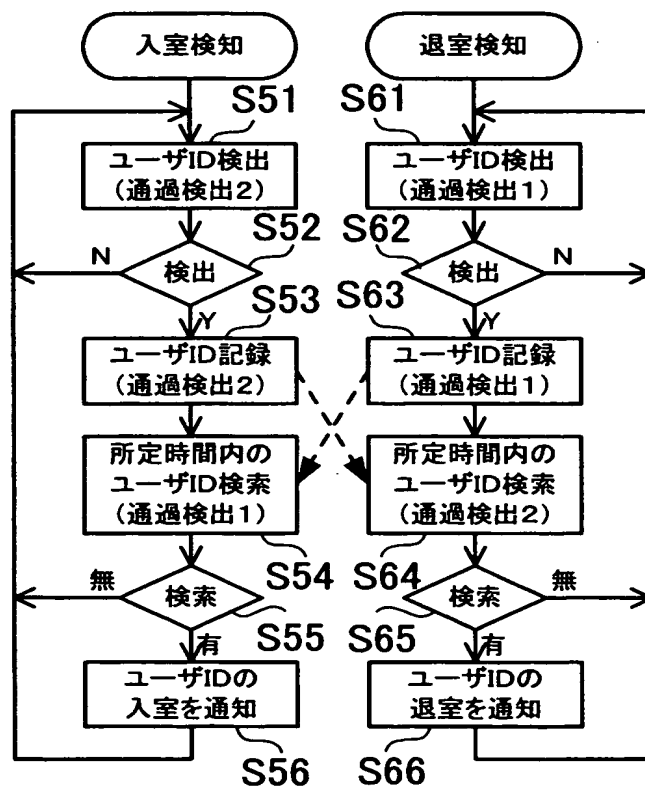 入室検知
退室検知
S51
S61
ユーザID検出
(通過検出2)
ユーザID検出
(通過検出1)
S52
S62
N
検出
検出
N
Y
S53
S63
Y
ユーザID記録
(通過検出2)
ユーザID記録
(通過検出1)
所定時間内の
ユーザID検索
(通過検出1)
所定時間内の
ユーザID検索
(通過検出2)
S54
S64
無
検索
検索
無
有
S55
S65
有
ユーザIDの
入室を通知
ユーザIDの
退室を通知
S56
S66